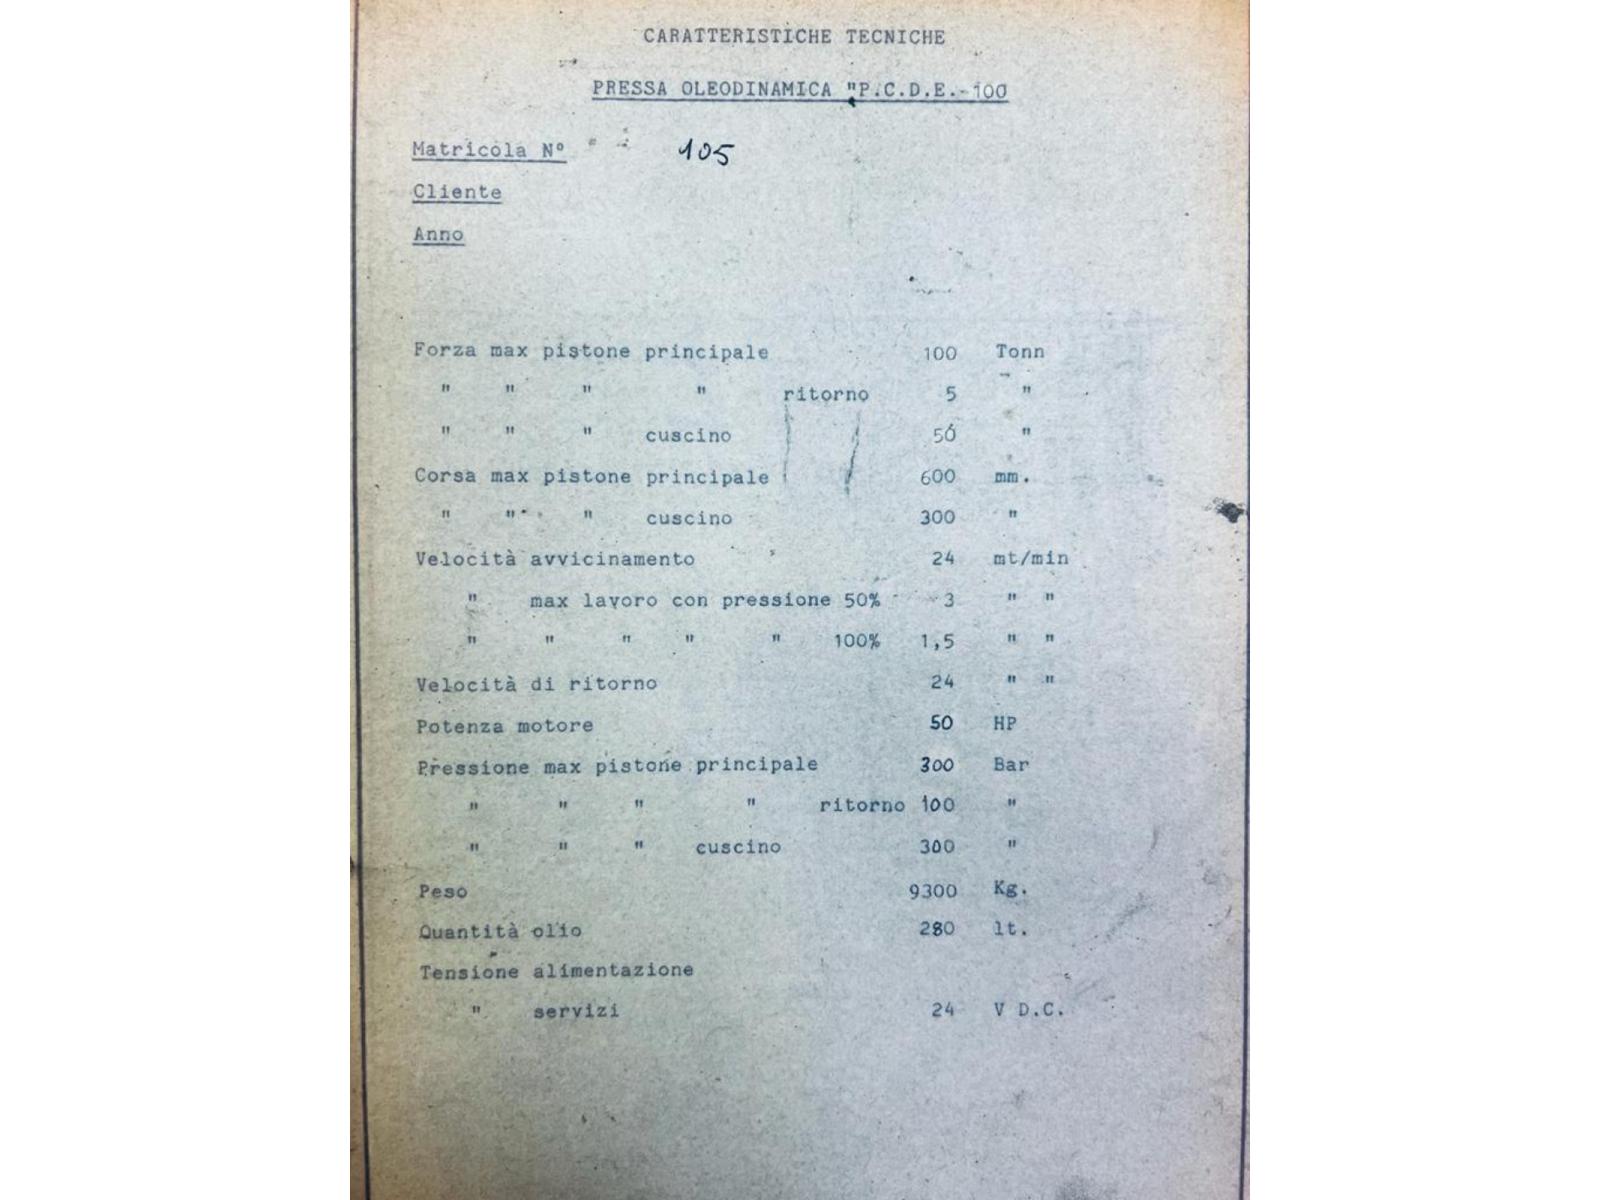 CARATTERISTICHE TECNICHE
PRESSA OLEODINAMICA "P.C.D.E.-100
Matricola N° 105
Cliente
Anno
Forza max pistone principale 100 Tonn
" " " " ritorno 5 "
" " " cuscino 50 "
Corsa max pistone principale 600 mm.
" " " cuscino 300 "
Velocità avvicinamento 24 mt/min
" max lavoro con pressione 50% 3 " "
" " " " " 100% 1,5 " "
Velocità di ritorno 24 " "
Potenza motore 50 HP
Pressione max pistone principale 300 Bar
" " " " ritorno 100 "
" " " cuscino 300 "
Peso 9300 Kg.
Quantità olio 280 lt.
Tensione alimentazione
" servizi 24 V D.C.